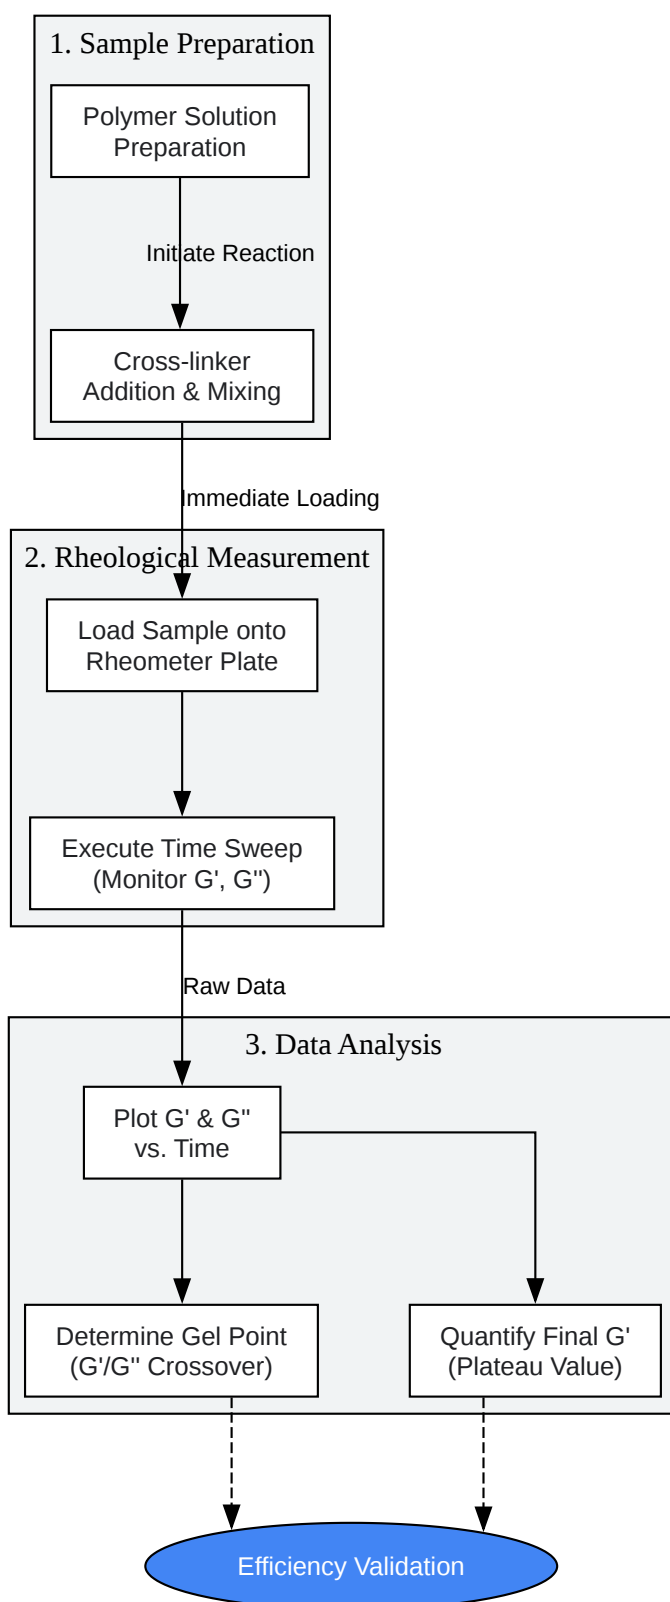 1. Sample Preparation
Polymer Solution
Preparation
Initiate Reaction
Cross-linker
Addition & Mixing
Immediate Loading
2. Rheological Measurement
Load Sample onto
Rheometer Plate
Execute Time Sweep
(Monitor G', G'')
Raw Data
3. Data Analysis
Plot G' & G''
vs. Time
Determine Gel Point
(G'/G'' Crossover)
Quantify Final G'
(Plateau Value)
Efficiency Validation